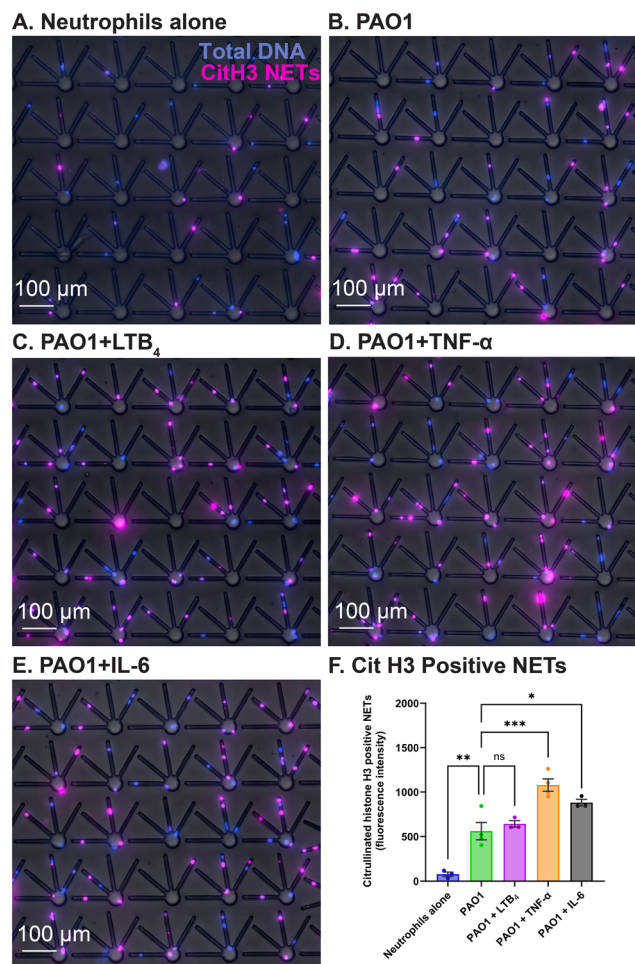 A. Neutrophils alone
Total DNA
CitH3 NETs
100 µm
B. PAO1
100 µm
C. PAO1+LTB4
100 µm
D. PAO1+TNF-α
100 µm
E. PAO1+IL-6
100 µm
F. Cit H3 Positive NETs
Citrullinated histone H3 positive NETs
(fluorescence intensity)
2000
1500
1000
500
0
**
ns
***
*
Neutrophils alone
PAO1
PAO1 + LTB4
PAO1 + TNF-α
PAO1 + IL-6